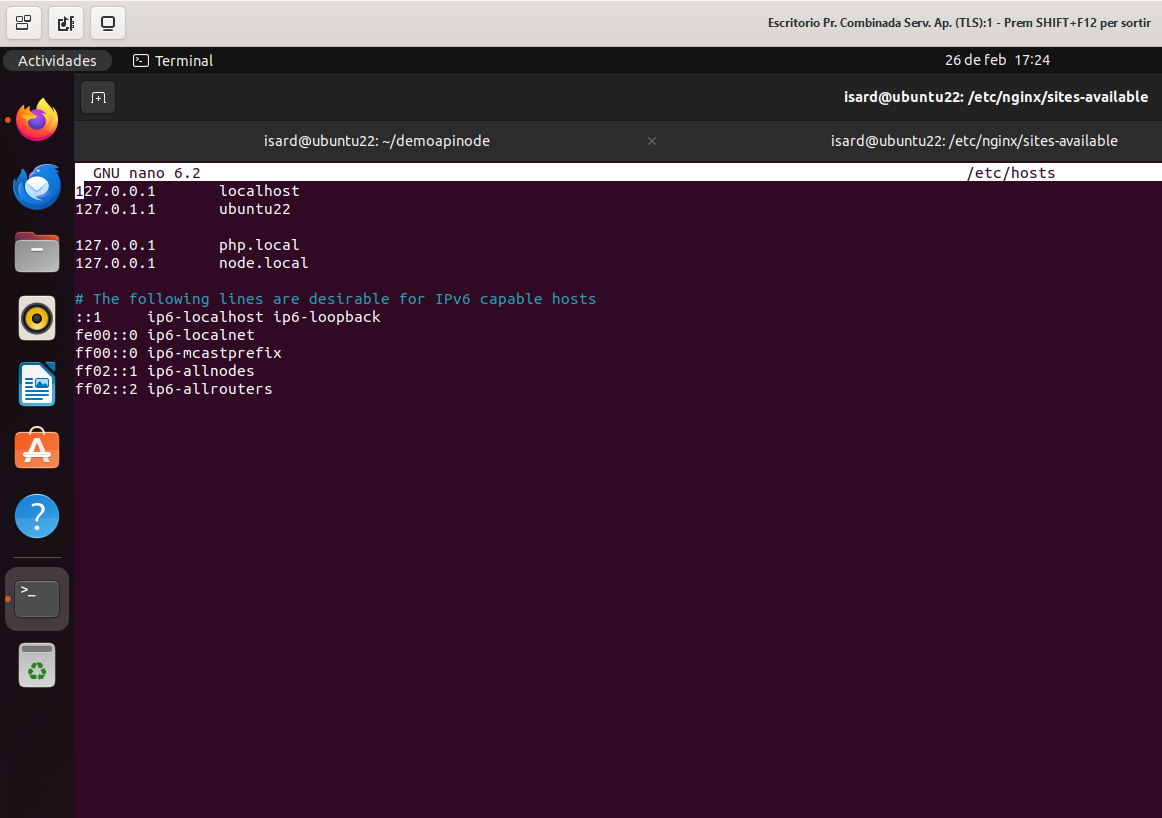 Escritorio Pr. Combinada Serv. Ap. (TLS):1 - Prem SHIFT+F12 per sortir
Actividades
Terminal
26 de feb 17:24
isard@ubuntu22: /etc/nginx/sites-available
isard@ubuntu22: ~/demoapinode
isard@ubuntu22: /etc/nginx/sites-available
GNU nano 6.2 /etc/hosts
127.0.0.1 localhost
127.0.1.1 ubuntu22
127.0.0.1 php.local
127.0.0.1 node.local
# The following lines are desirable for IPv6 capable hosts
::1 ip6-localhost ip6-loopback
fe00::0 ip6-localnet
ff00::0 ip6-mcastprefix
ff02::1 ip6-allnodes
ff02::2 ip6-allrouters